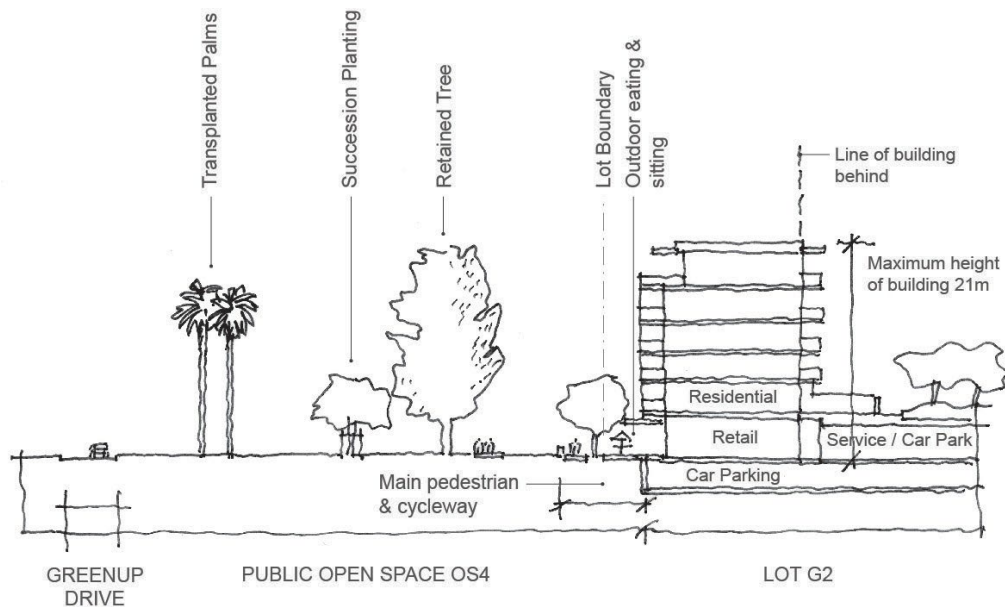 Transplanted Palms
Succession Planting
Retained Tree
Lot Boundary
Outdoor eating &
sitting
Line of building
behind
Maximum height
of building 21m
Residential
Retail
Service / Car Park
Car Parking
Main pedestrian
& cycleway
GREENUP
DRIVE
PUBLIC OPEN SPACE OS4
LOT G2